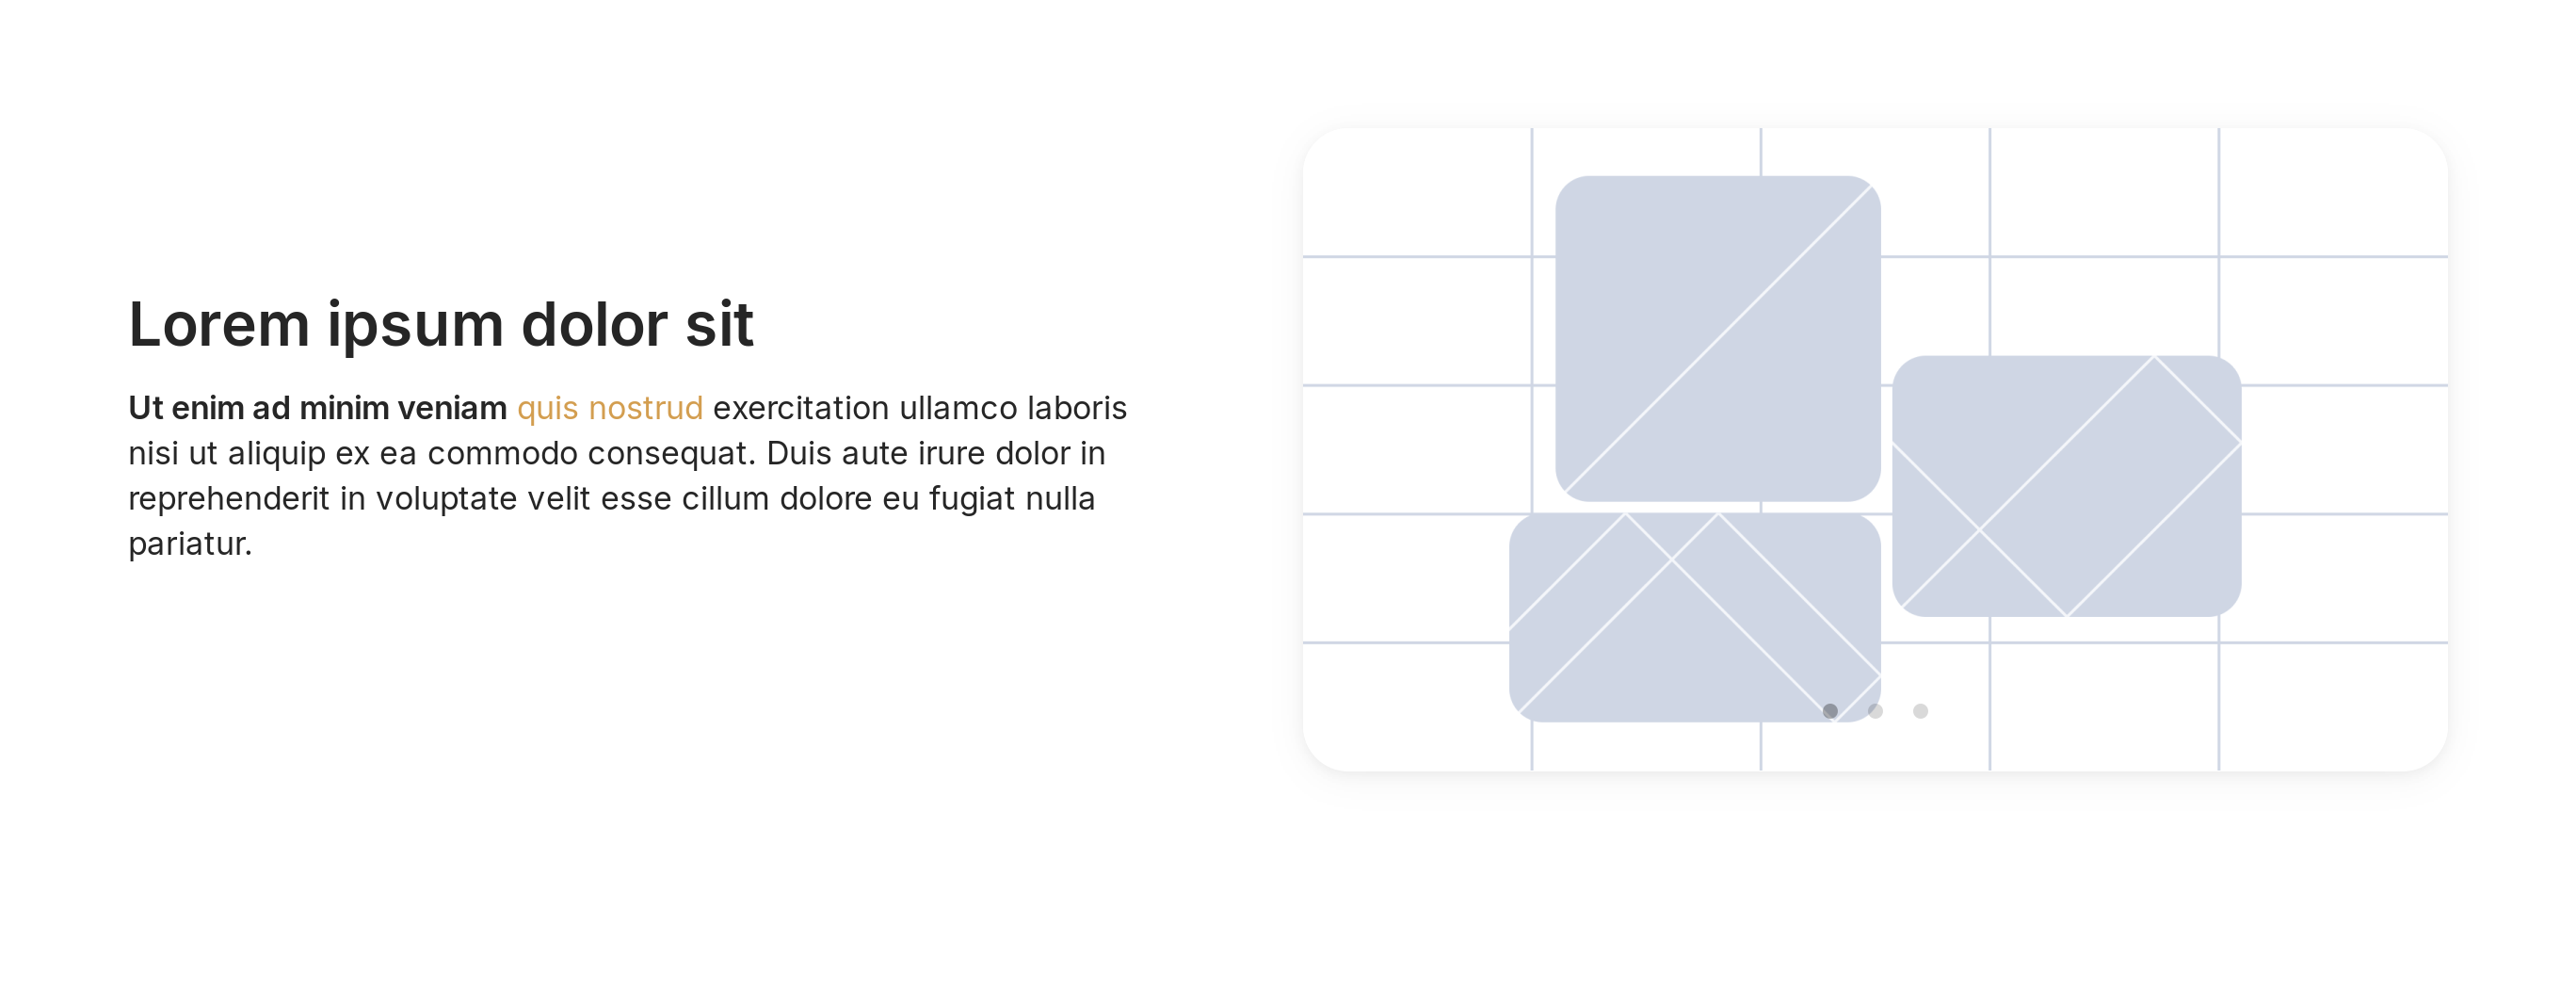 Lorem ipsum dolor sit
Ut enim ad minim veniam quis nostrud exercitation ullamco laboris
nisi ut aliquip ex ea commodo consequat. Duis aute irure dolor in
reprehenderit in voluptate velit esse cillum dolore eu fugiat nulla
pariatur.